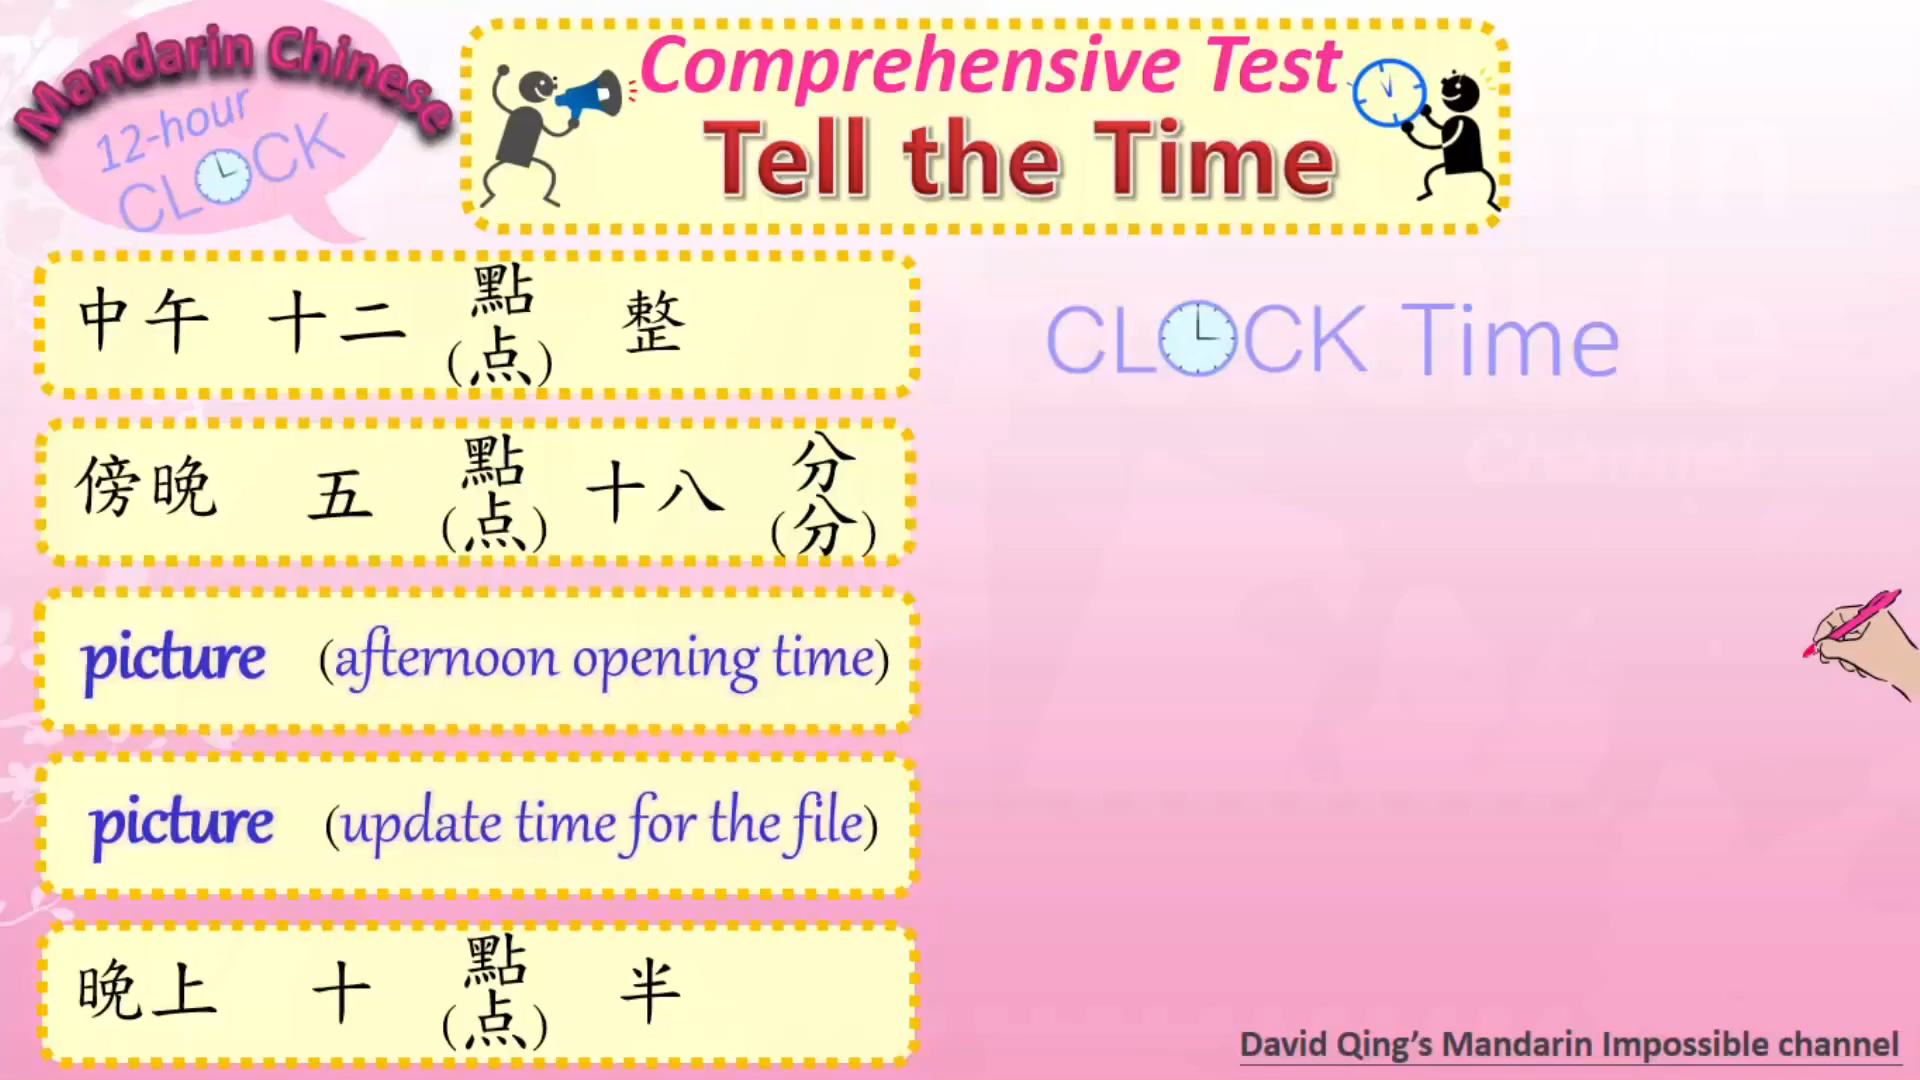 Mandarin Chinese
12-hour
CLOCK
Comprehensive Test
Tell the Time
中午 十二 點 整
(点)
CLOCK Time
傍晚 五 點 十八 分
(点) (分)
picture (afternoon opening time)
picture (update time for the file)
晚上 十 點 半
(点)
David Qing's Mandarin Impossible channel